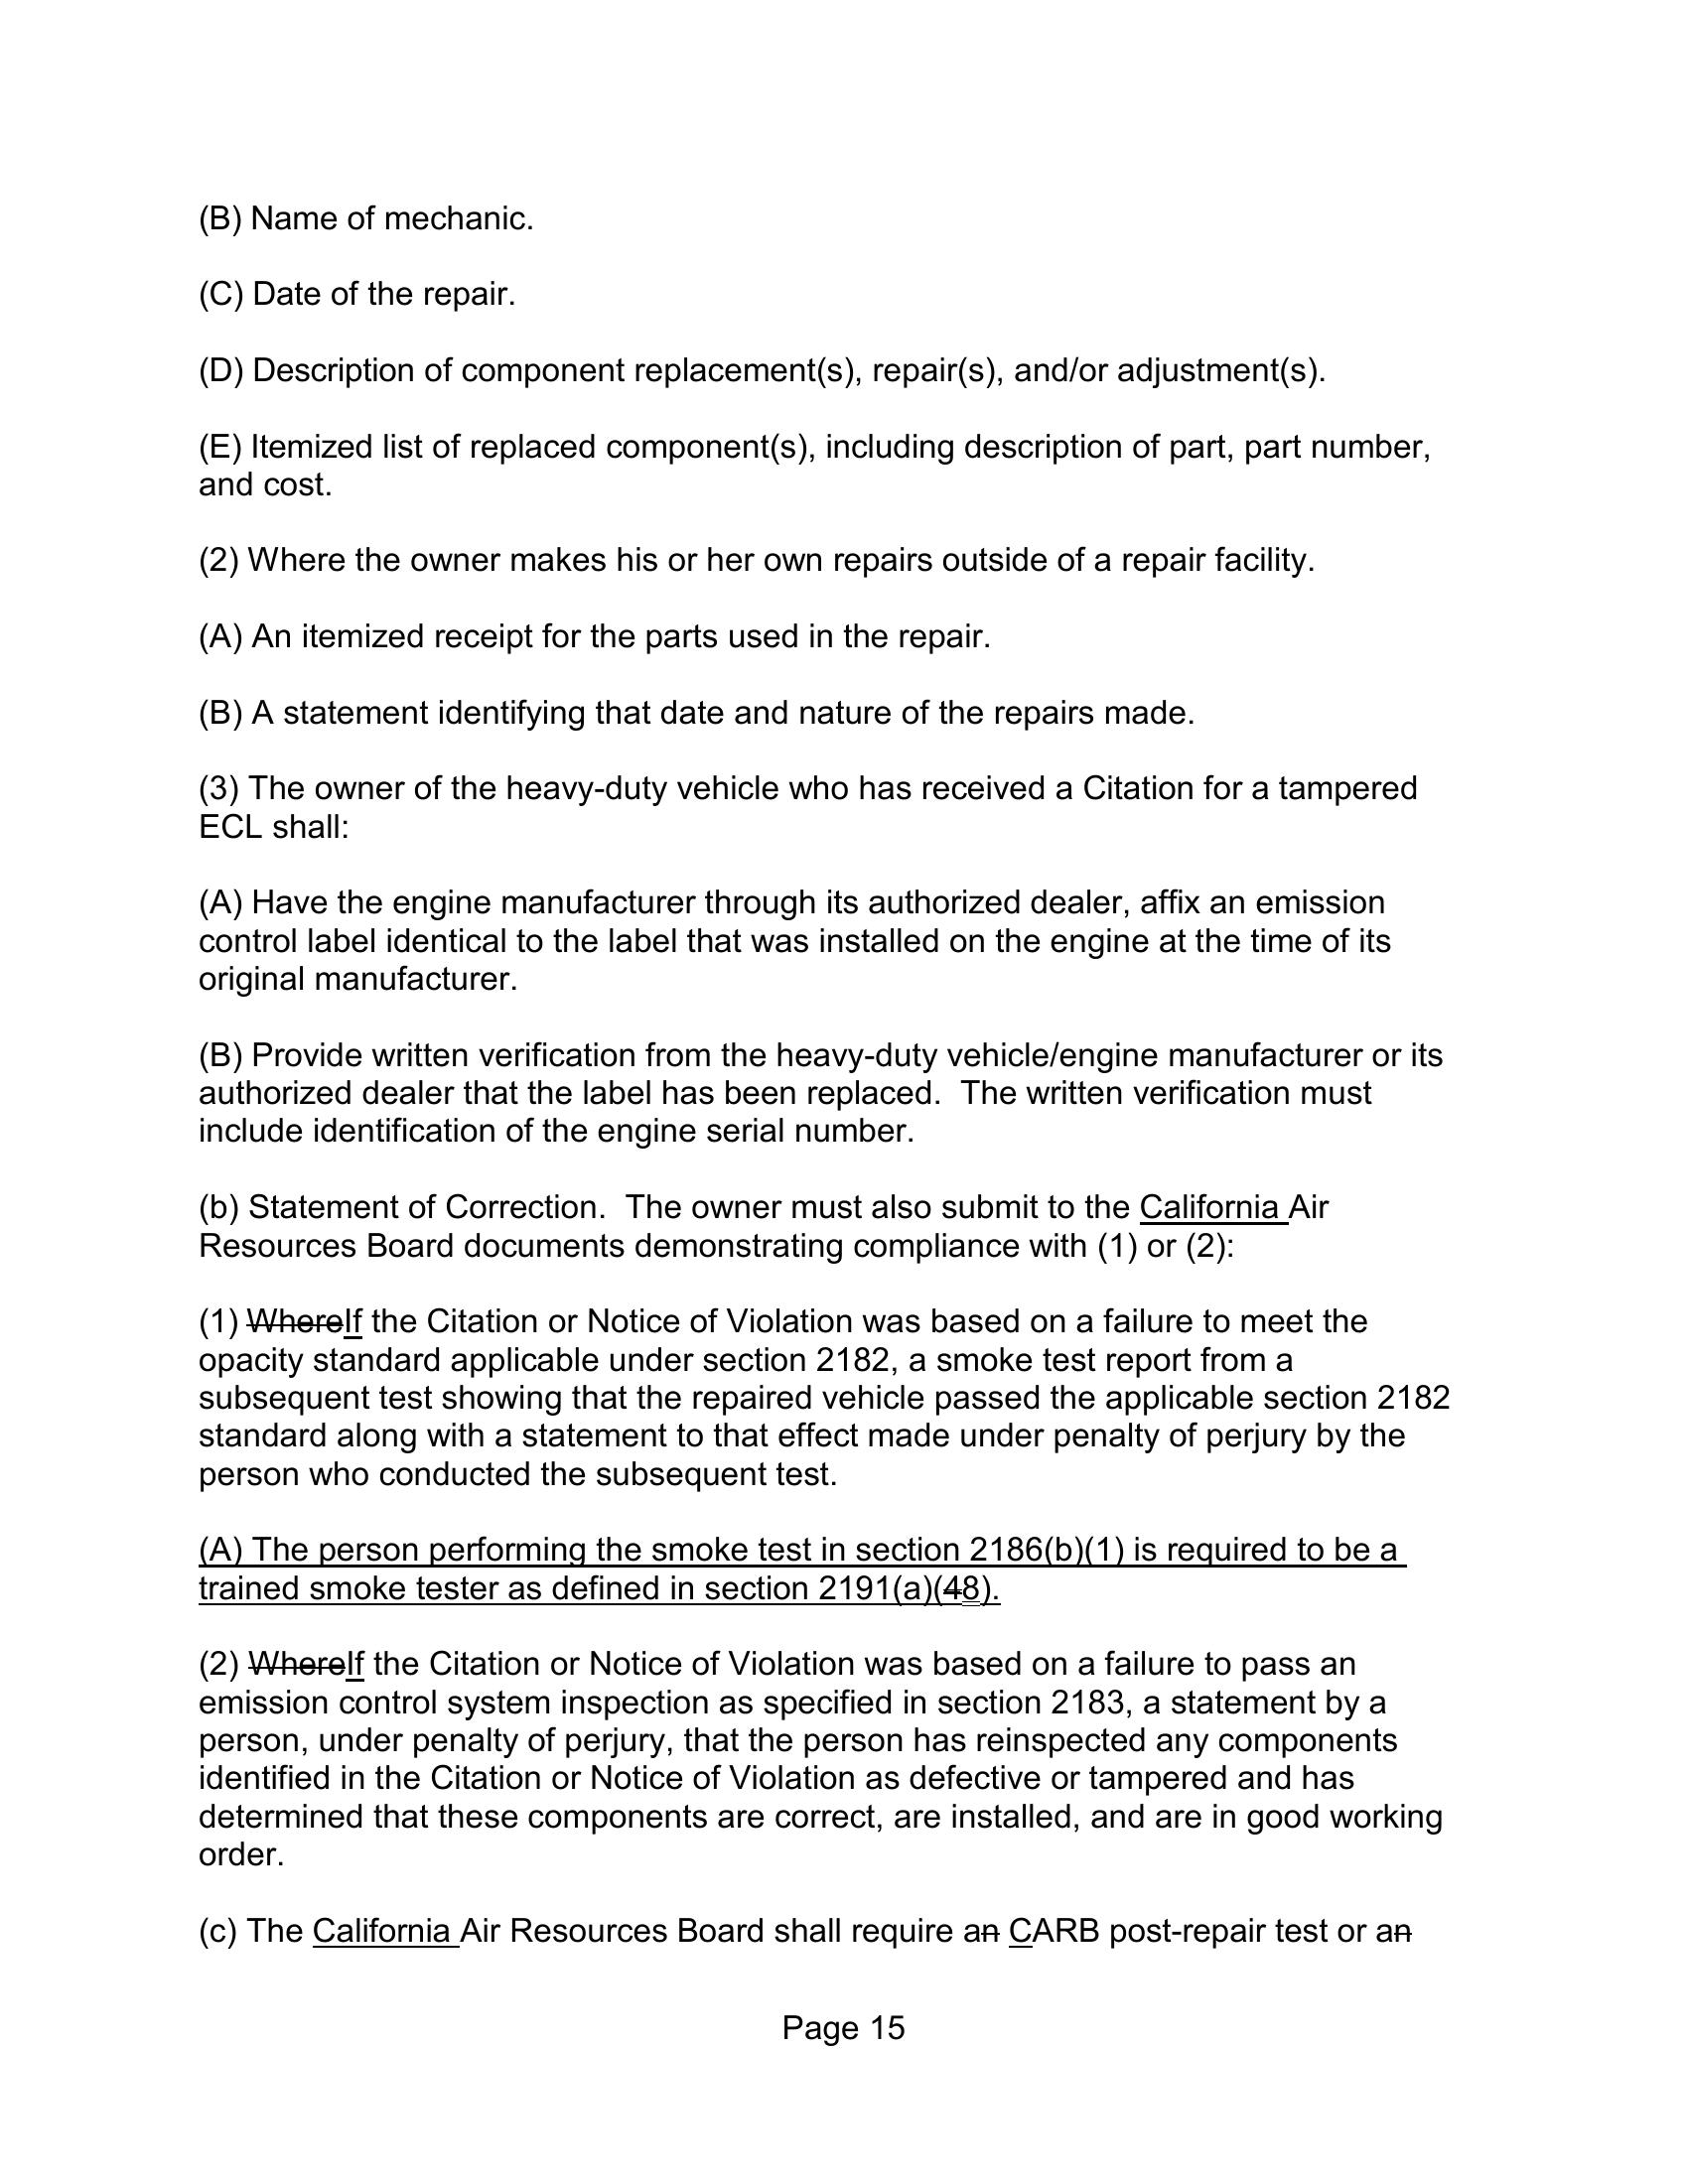 (B) Name of mechanic.
(C) Date of the repair.
(D) Description of component replacement(s), repair(s), and/or adjustment(s).
(E) Itemized list of replaced component(s), including description of part, part number,
and cost.
(2) Where the owner makes his or her own repairs outside of a repair facility.
(A) An itemized receipt for the parts used in the repair.
(B) A statement identifying that date and nature of the repairs made.
(3) The owner of the heavy-duty vehicle who has received a Citation for a tampered
ECL shall:
(A) Have the engine manufacturer through its authorized dealer, affix an emission
control label identical to the label that was installed on the engine at the time of its
original manufacturer.
(B) Provide written verification from the heavy-duty vehicle/engine manufacturer or its
authorized dealer that the label has been replaced.  The written verification must
include identification of the engine serial number.
(b) Statement of Correction.  The owner must also submit to the California Air
Resources Board documents demonstrating compliance with (1) or (2):
(1) WhereIf the Citation or Notice of Violation was based on a failure to meet the
opacity standard applicable under section 2182, a smoke test report from a
subsequent test showing that the repaired vehicle passed the applicable section 2182
standard along with a statement to that effect made under penalty of perjury by the
person who conducted the subsequent test.
(A) The person performing the smoke test in section 2186(b)(1) is required to be a
trained smoke tester as defined in section 2191(a)(48).
(2) WhereIf the Citation or Notice of Violation was based on a failure to pass an
emission control system inspection as specified in section 2183, a statement by a
person, under penalty of perjury, that the person has reinspected any components
identified in the Citation or Notice of Violation as defective or tampered and has
determined that these components are correct, are installed, and are in good working
order.
(c) The California Air Resources Board shall require an CARB post-repair test or an
Page 15